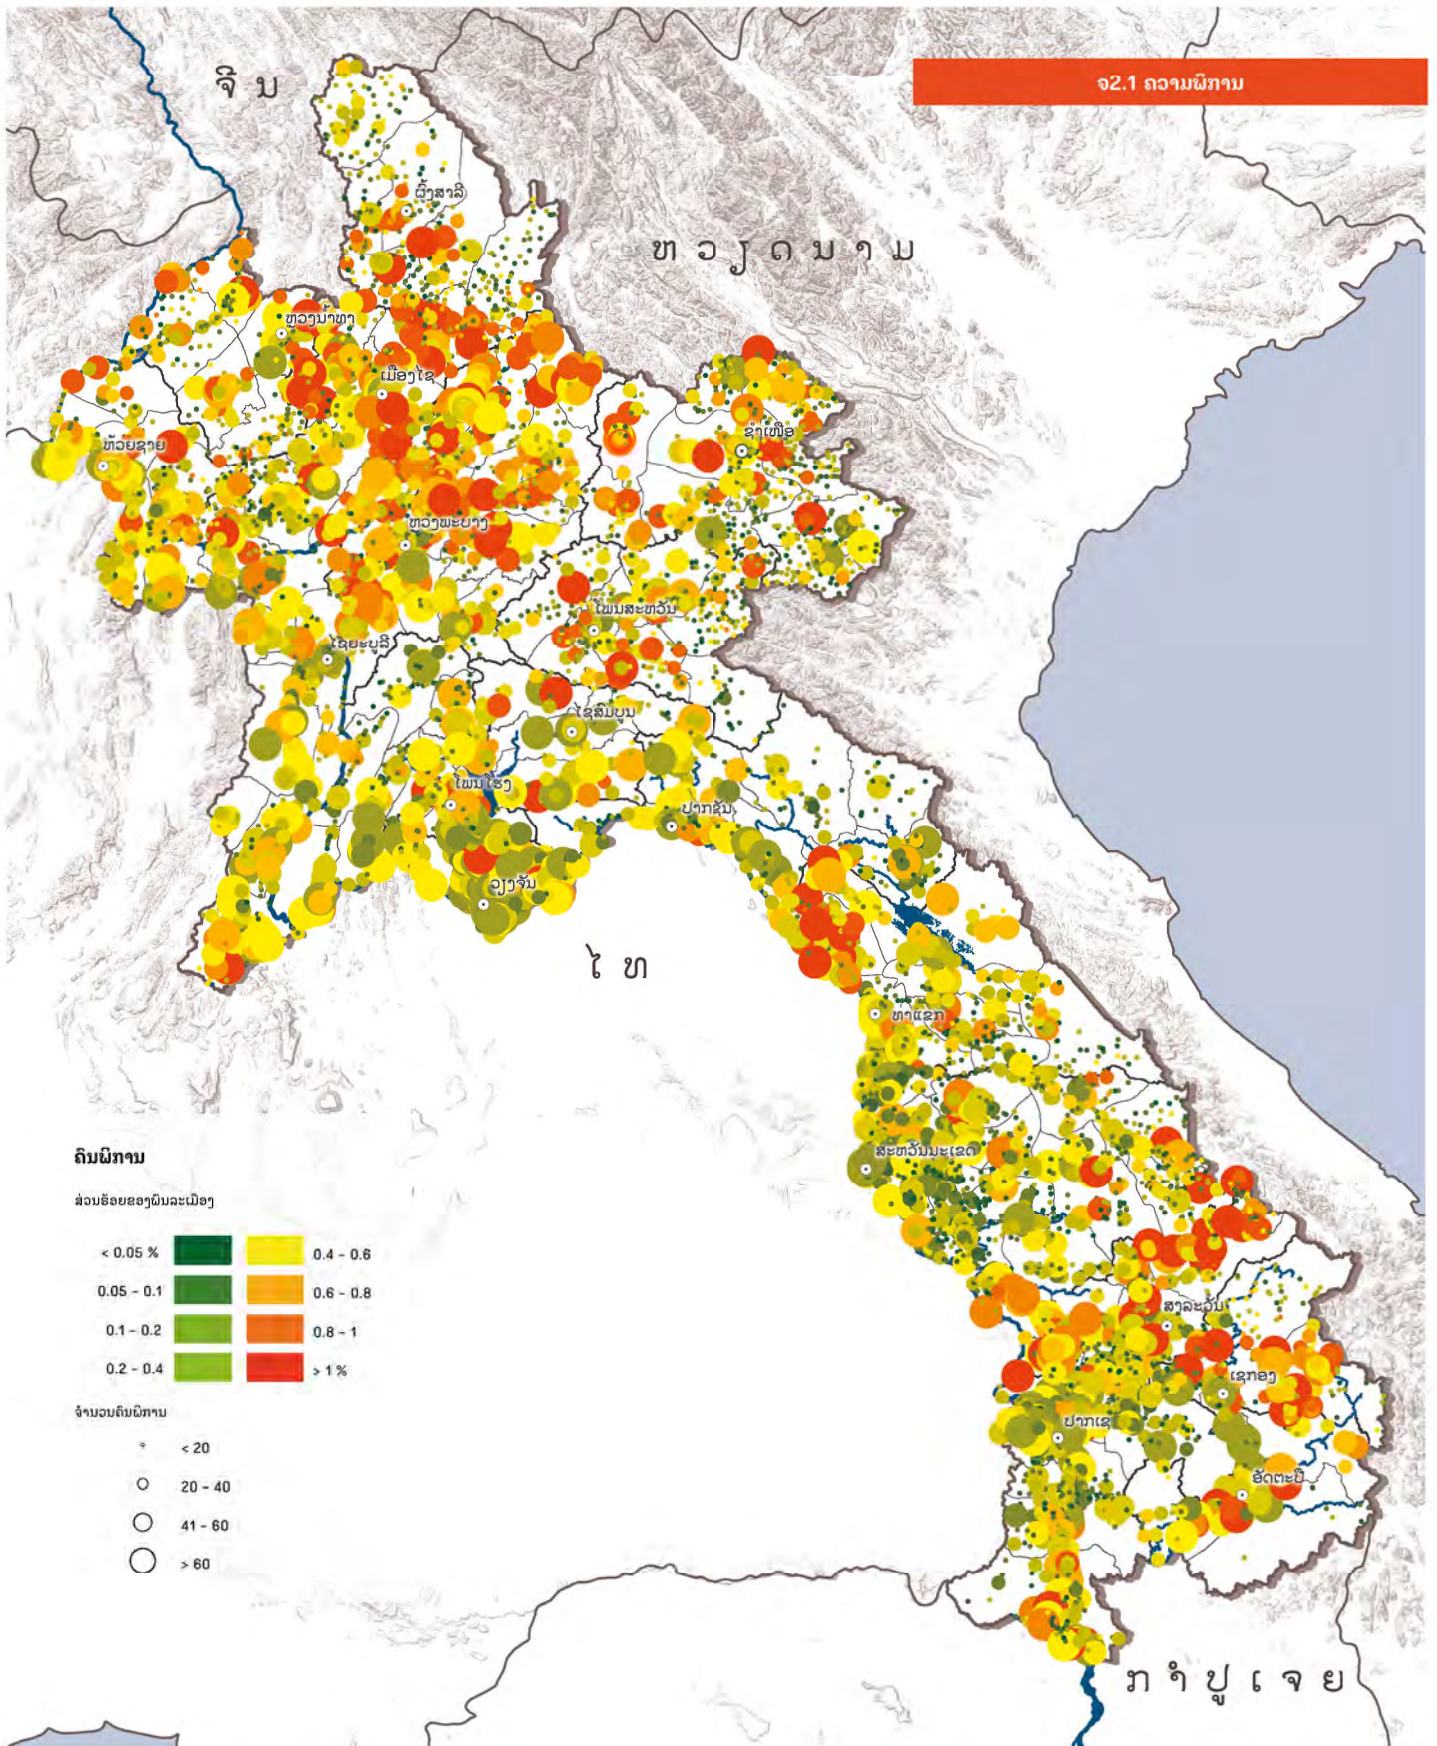 ຈີນ
ຈ2.1 ຄວາມພິການ
ຜົ້ງສາລີ
ຫວຽດນາມ
ຫຼວງນ້ຳທາ
ເມືອງໄຊ
ຊຳເໜືອ
ຫ້ວຍຊາຍ
ຫຼວງພະບາງ
ໂພນສະຫວັນ
ໄຊຍະບູລີ
ໄຊສົມບູນ
ໂພນໂຮງ
ປາກຊັນ
ວຽງຈັນ
ໄທ
ທ່າແຂກ
ສະຫວັນນະເຂດ
ຄົນພິການ
ສ່ວນຮ້ອຍຂອງພົນລະເມືອງ
< 0.05 %
0.4 - 0.6
0.05 - 0.1
0.6 - 0.8
0.1 - 0.2
0.8 - 1
0.2 - 0.4
> 1 %
ສາລະວັນ
ເຊກອງ
ຈຳນວນຄົນພິການ
ປາກເຊ
< 20
20 - 40
ອັດຕະປື
41 - 60
> 60
ກຳປູເຈຍ